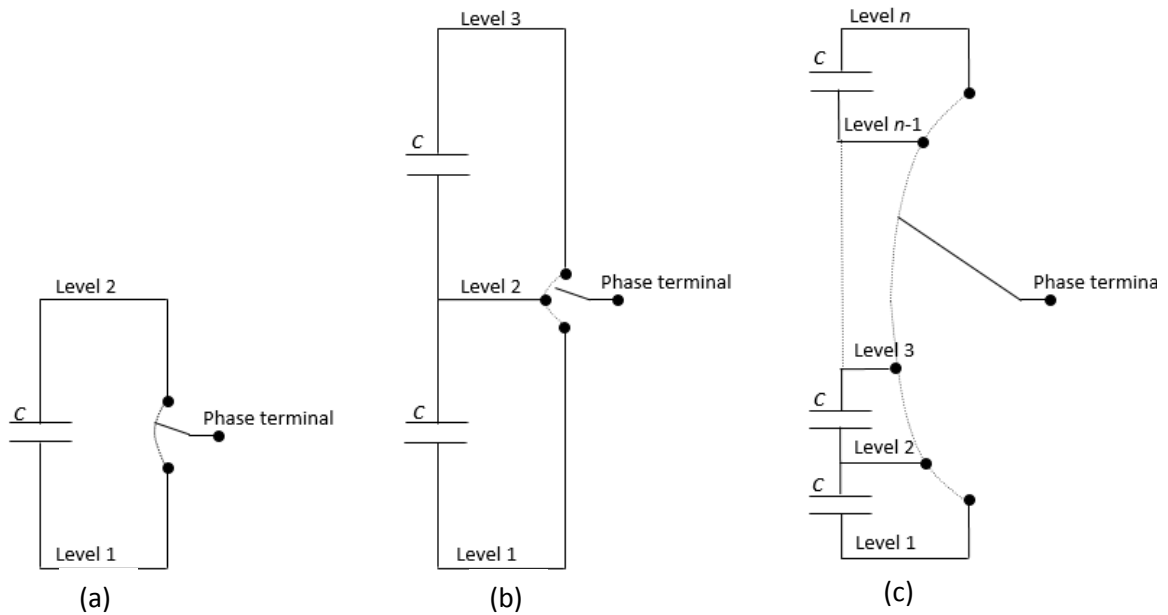 Level 2
C
Phase terminal
Level 1
(a)
Level 3
C
Level 2
Phase terminal
C
Level 1
(b)
Level n
C
Level n-1
Phase terminal
Level 3
C
Level 2
C
Level 1
(c)